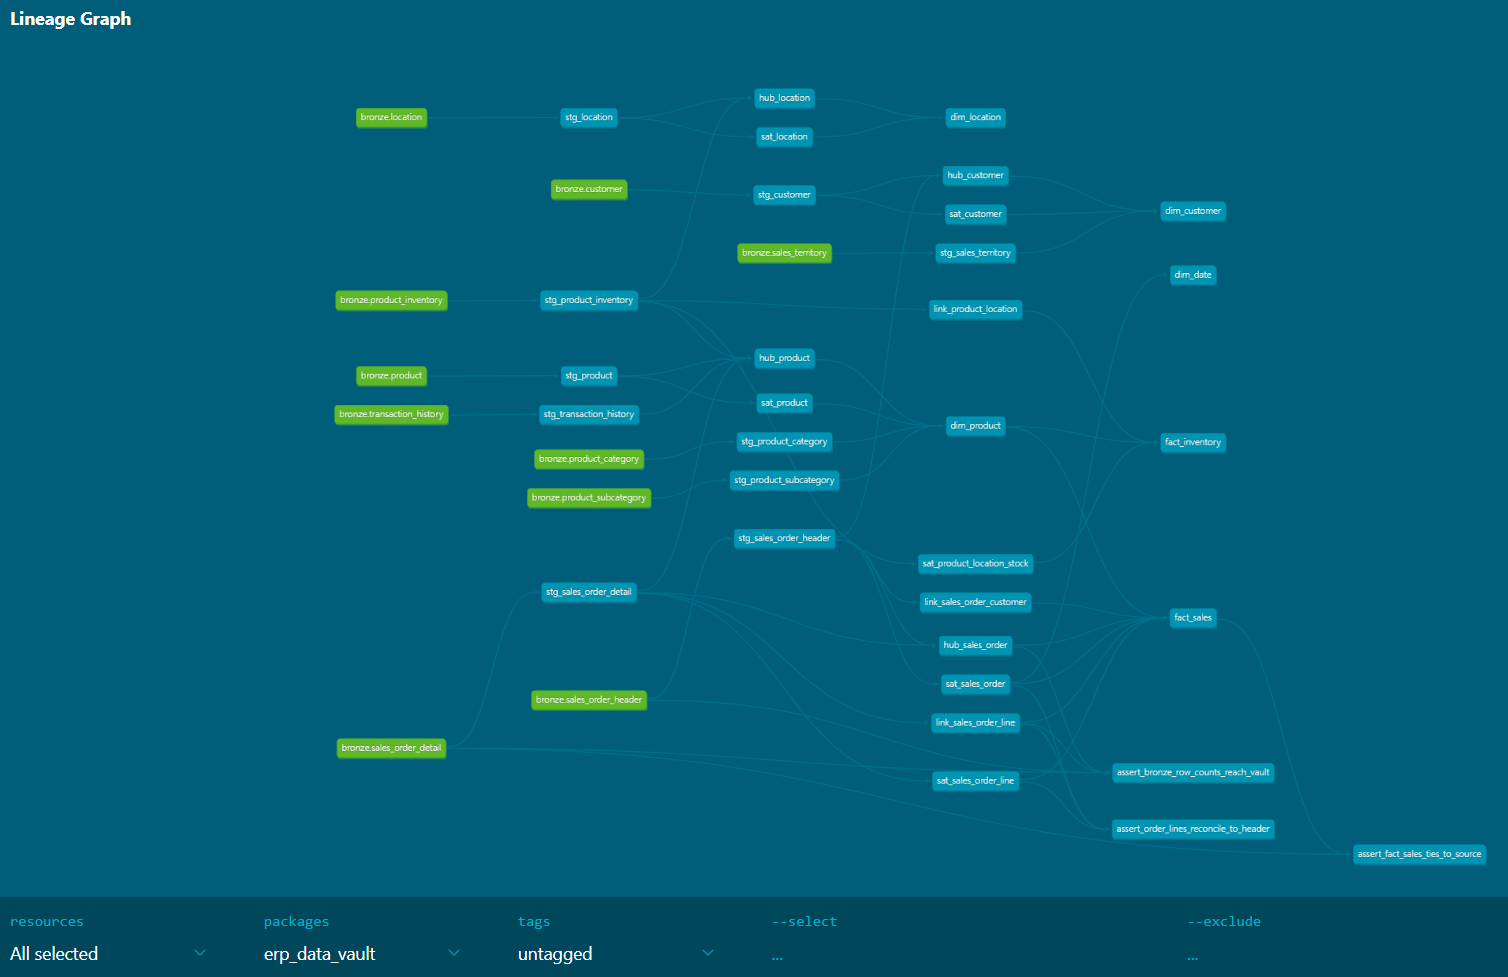 Lineage Graph
hub_location
bronze.location
stg_location
dim_location
sat_location
hub_customer
bronze.customer
stg_customer
dim_customer
sat_customer
bronze.sales_territory
stg_sales_territory
dim_date
bronze.product_inventory
stg_product_inventory
link_product_location
hub_product
bronze.product
stg_product
sat_product
bronze.transaction_history
stg_transaction_history
dim_product
stg_product_category
fact_inventory
bronze.product_category
stg_product_subcategory
bronze.product_subcategory
stg_sales_order_header
sat_product_location_stock
stg_sales_order_detail
link_sales_order_customer
fact_sales
hub_sales_order
sat_sales_order
bronze.sales_order_header
link_sales_order_line
bronze.sales_order_detail
assert_bronze_row_counts_reach_vault
sat_sales_order_line
assert_order_lines_reconcile_to_header
assert_fact_sales_ties_to_source
resources packages tags --select --exclude
All selected erp_data_vault untagged ... ...